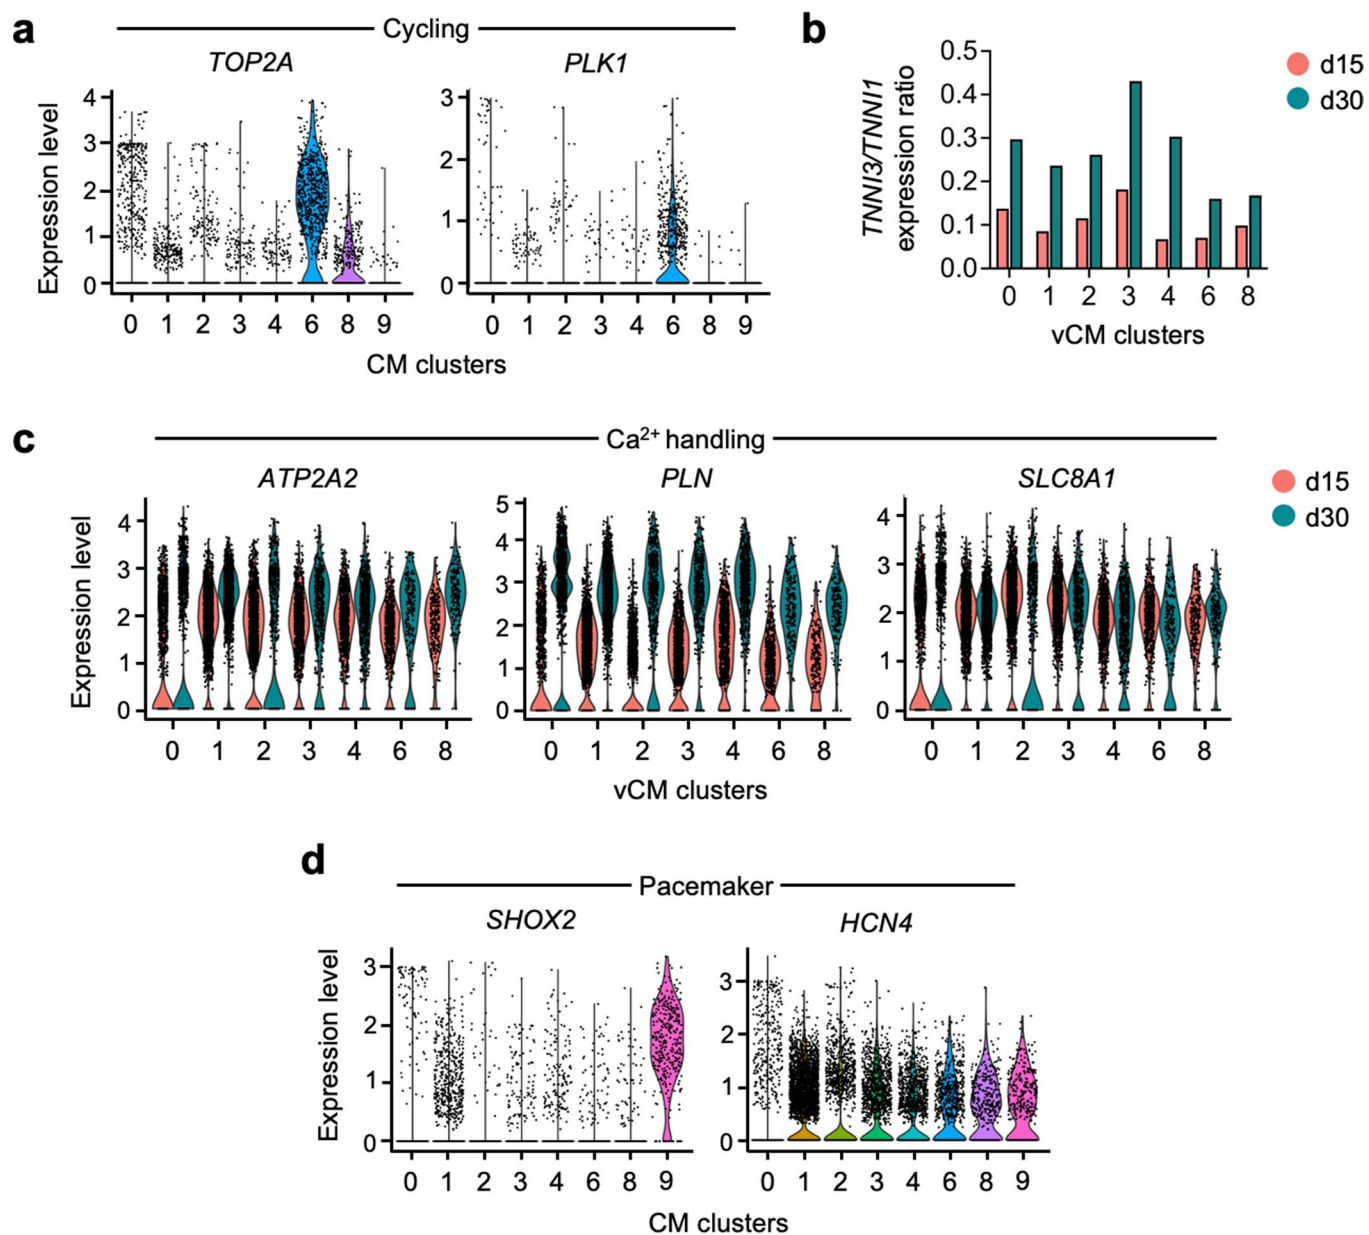 a
Cycling
TOP2A
PLK1
Expression level
4
3
2
1
0
3
2
1
0
0 1 2 3 4 6 8 9
0 1 2 3 4 6 8 9
CM clusters
b
TNNI3/TNNI1
expression ratio
0.5
0.4
0.3
0.2
0.1
0.0
0 1 2 3 4 6 8
vCM clusters
d15
d30
c
Ca²⁺ handling
ATP2A2
PLN
SLC8A1
d15
d30
Expression level
4
3
2
1
0
5
4
3
2
1
0
4
3
2
1
0
0 1 2 3 4 6 8
0 1 2 3 4 6 8
0 1 2 3 4 6 8
vCM clusters
d
Pacemaker
SHOX2
HCN4
Expression level
3
2
1
0
3
2
1
0
0 1 2 3 4 6 8 9
0 1 2 3 4 6 8 9
CM clusters